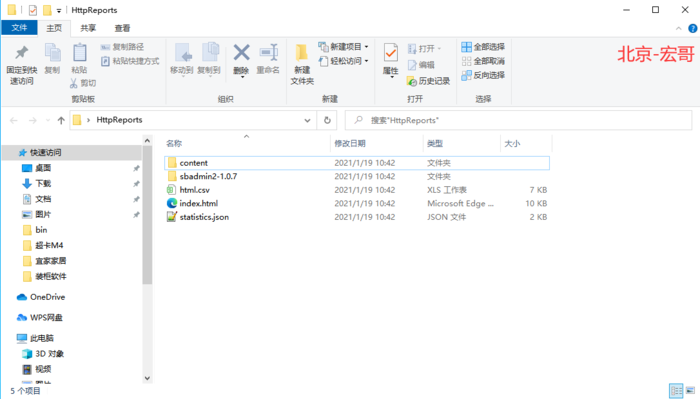 HttpReports
文件 主页 共享 查看
北京-宏哥
固定到快速访问
复制
粘贴
复制路径
粘贴快捷方式
剪切
剪贴板
移动到
复制到
删除
重命名
组织
新建
文件夹
新建项目
轻松访问
新建
属性
打开
编辑
历史记录
打开
全部选择
全部取消
反向选择
选择
HttpReports
搜索"HttpReports"
名称 修改日期 类型 大小
content 2021/1/19 10:42 文件夹
sbadmin2-1.0.7 2021/1/19 10:42 文件夹
html.csv 2021/1/19 10:42 XLS 工作表 7 KB
index.html 2021/1/19 10:42 Microsoft Edge ... 10 KB
statistics.json 2021/1/19 10:42 JSON 文件 2 KB
快速访问
桌面
下载
文档
图片
bin
超卡M4
宜家家居
装柜软件
OneDrive
WPS网盘
此电脑
3D 对象
视频
图片
5 个项目